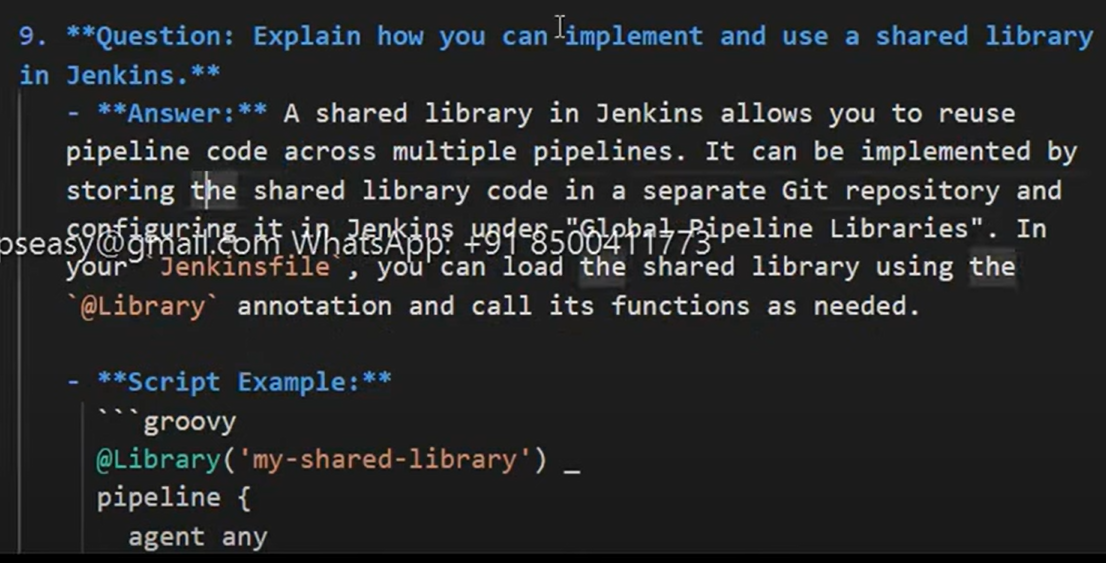 9. **Question: Explain how you can implement and use a shared library
in Jenkins.**
- **Answer:** A shared library in Jenkins allows you to reuse
pipeline code across multiple pipelines. It can be implemented by
storing the shared library code in a separate Git repository and
configuring it in Jenkins under "Global Pipeline Libraries". In
pseasy@gmail.com WhatsApp: +91 8500411773
your `Jenkinsfile`, you can load the shared library using the
`@Library` annotation and call its functions as needed.
- **Script Example:**
```groovy
@Library('my-shared-library') _
pipeline {
agent any